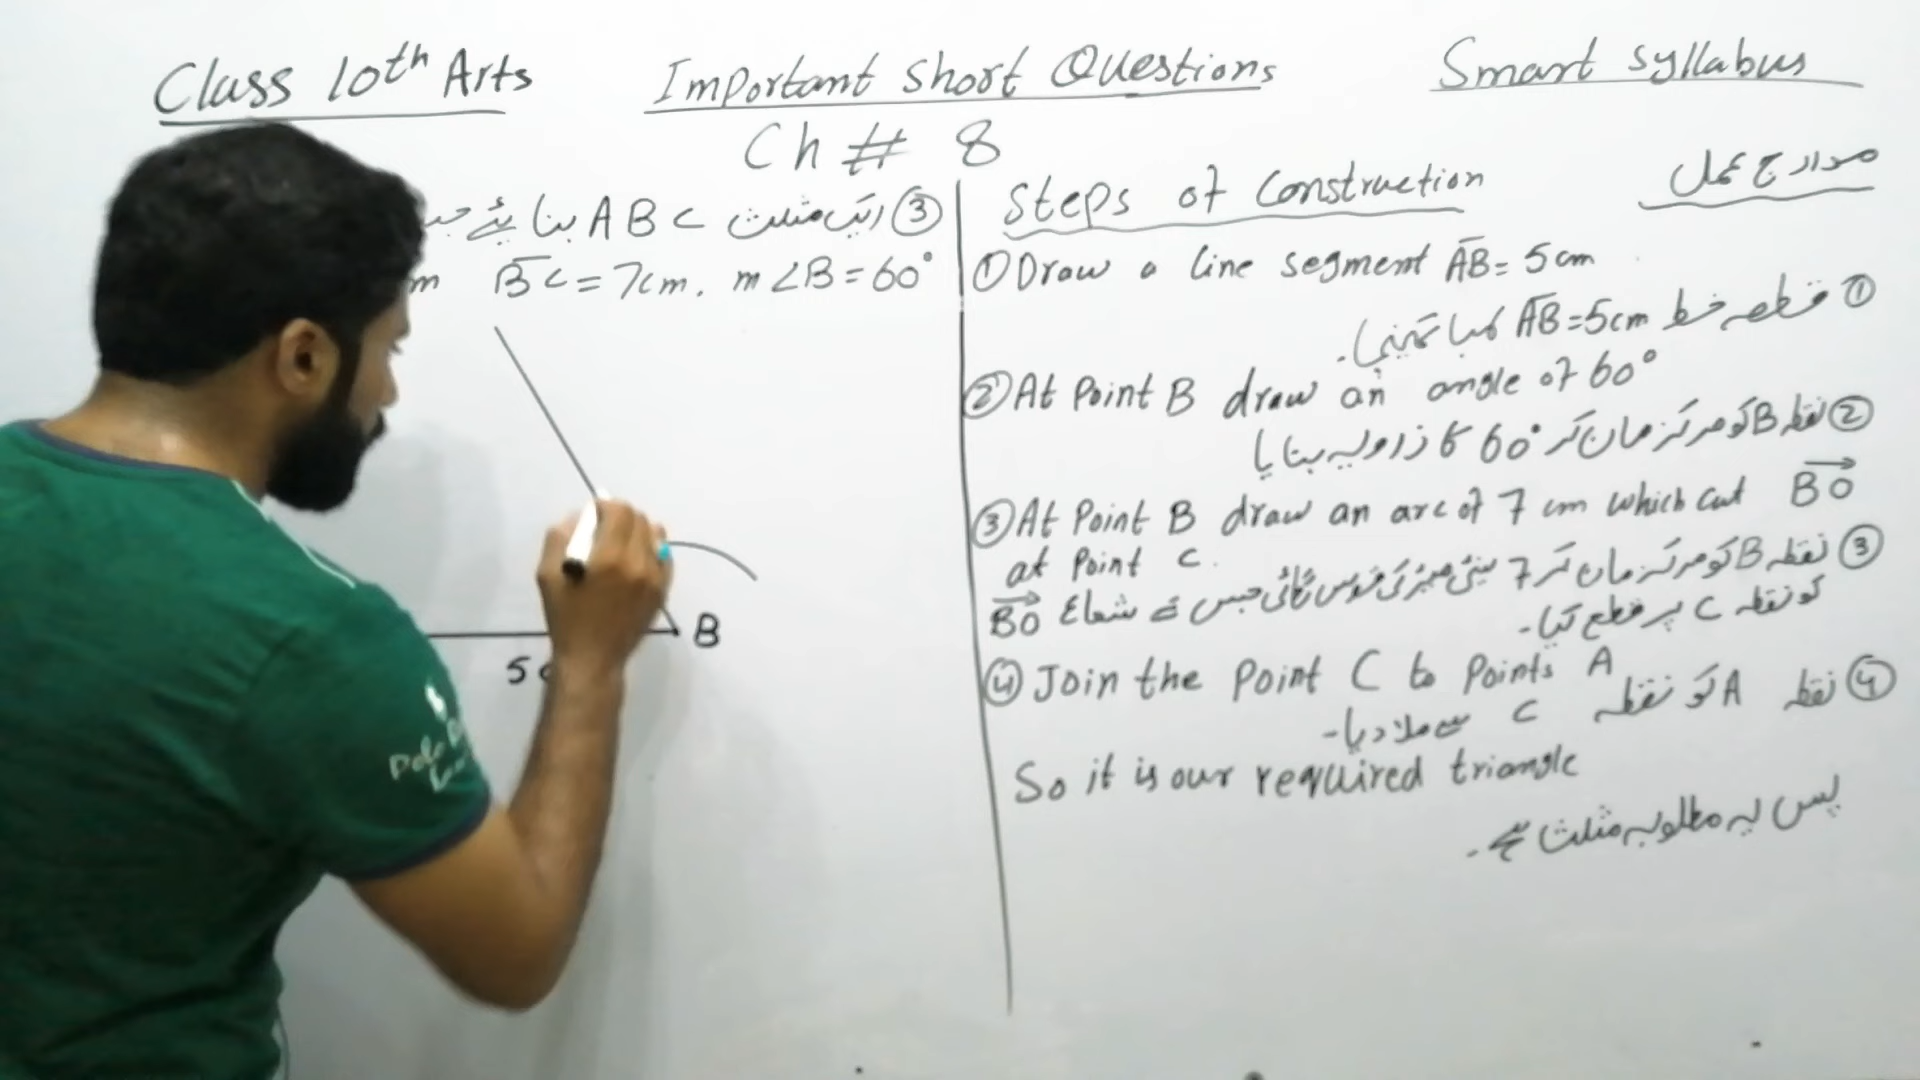 Class 10th Arts
Important Short Questions
Smart Syllabus
Ch # 8
③ ایک مثلث A B C بنائیے
BC = 7cm. m∠B = 60°
B
5
Steps of Construction
مدارج عمل
① Draw a line segment AB = 5cm
① قطعہ خط AB = 5cm لمبا کھینچا۔
② At Point B draw an angle of 60°
② نقطہ B کو مرکز مان کر 60° کا زاویہ بنایا
③ At Point B draw an arc of 7 cm which cut BO
at Point C.
③ نقطہ B کو مرکز مان کر 7 سینٹی میٹر کی قوس لگائی جس نے شعاع BO
کو نقطہ C پر قطع کیا۔
④ Join the Point C to Points A
④ نقطہ A کو نقطہ C سے ملا دیا۔
So it is our required triangle
پس یہ مطلوبہ مثلث ہے۔